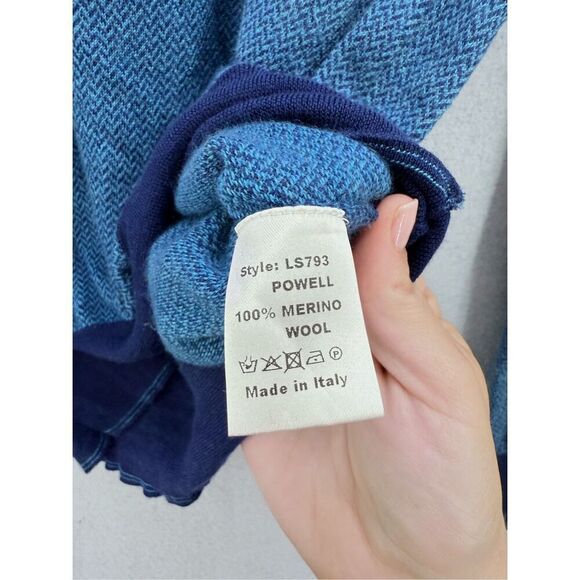 Style: LS793
POWELL
100% MERINO
WOOL
P
Made in Italy